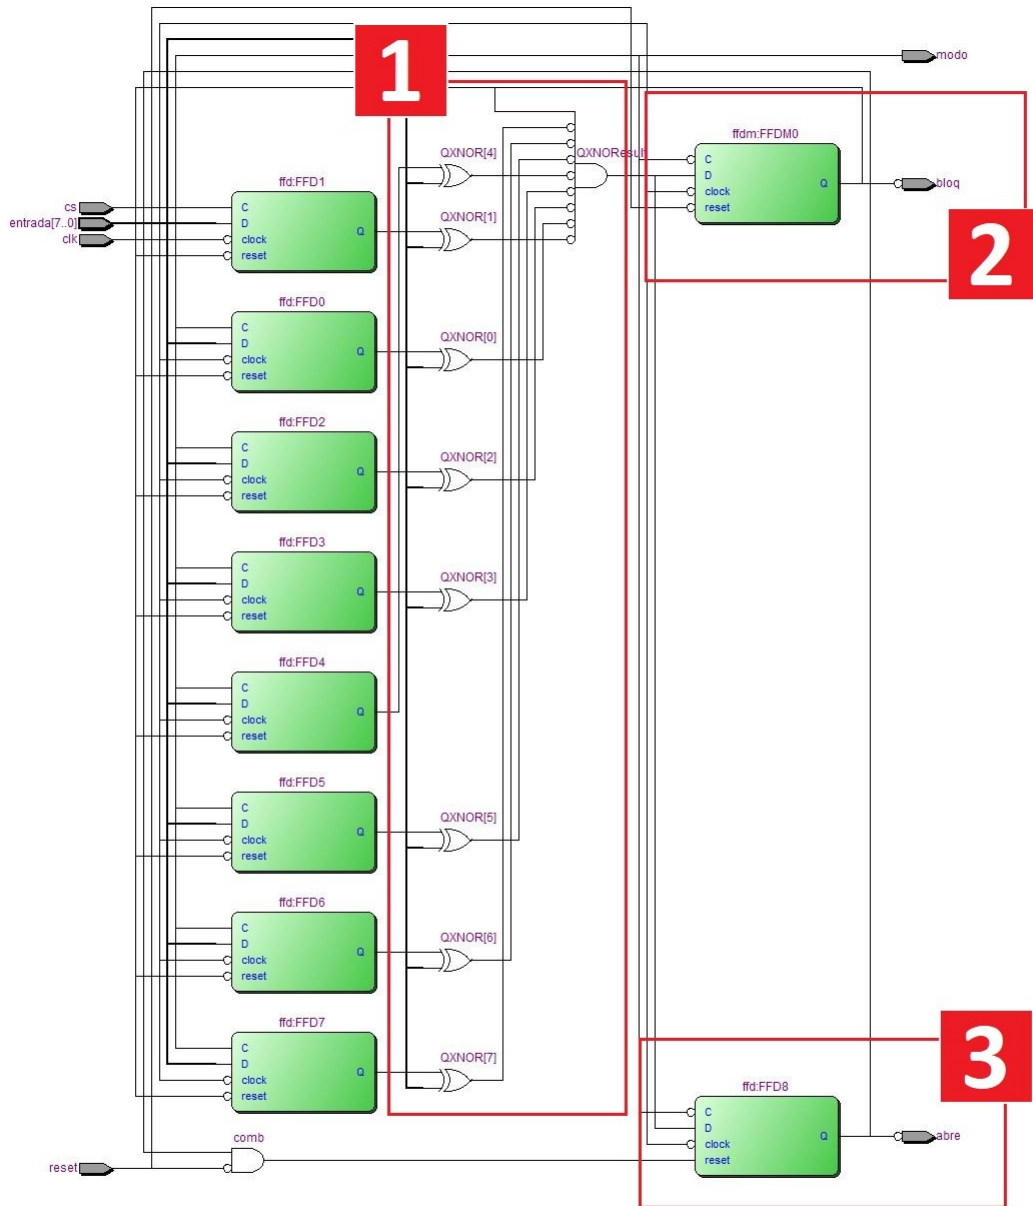 modo
1
ffdm:FFDM0
QXNOR[4]
QXNOResult
C
D
clock
reset
Q
bloq
ffd:FFD1
cs
entrada[7..0]
clk
C
D
clock
reset
Q
QXNOR[1]
2
ffd:FFD0
C
D
clock
reset
Q
QXNOR[0]
ffd:FFD2
C
D
clock
reset
Q
QXNOR[2]
ffd:FFD3
C
D
clock
reset
Q
QXNOR[3]
ffd:FFD4
C
D
clock
reset
Q
ffd:FFD5
C
D
clock
reset
Q
QXNOR[5]
ffd:FFD6
C
D
clock
reset
Q
QXNOR[6]
ffd:FFD7
C
D
clock
reset
Q
QXNOR[7]
3
ffd:FFD8
C
D
clock
reset
Q
abre
comb
reset